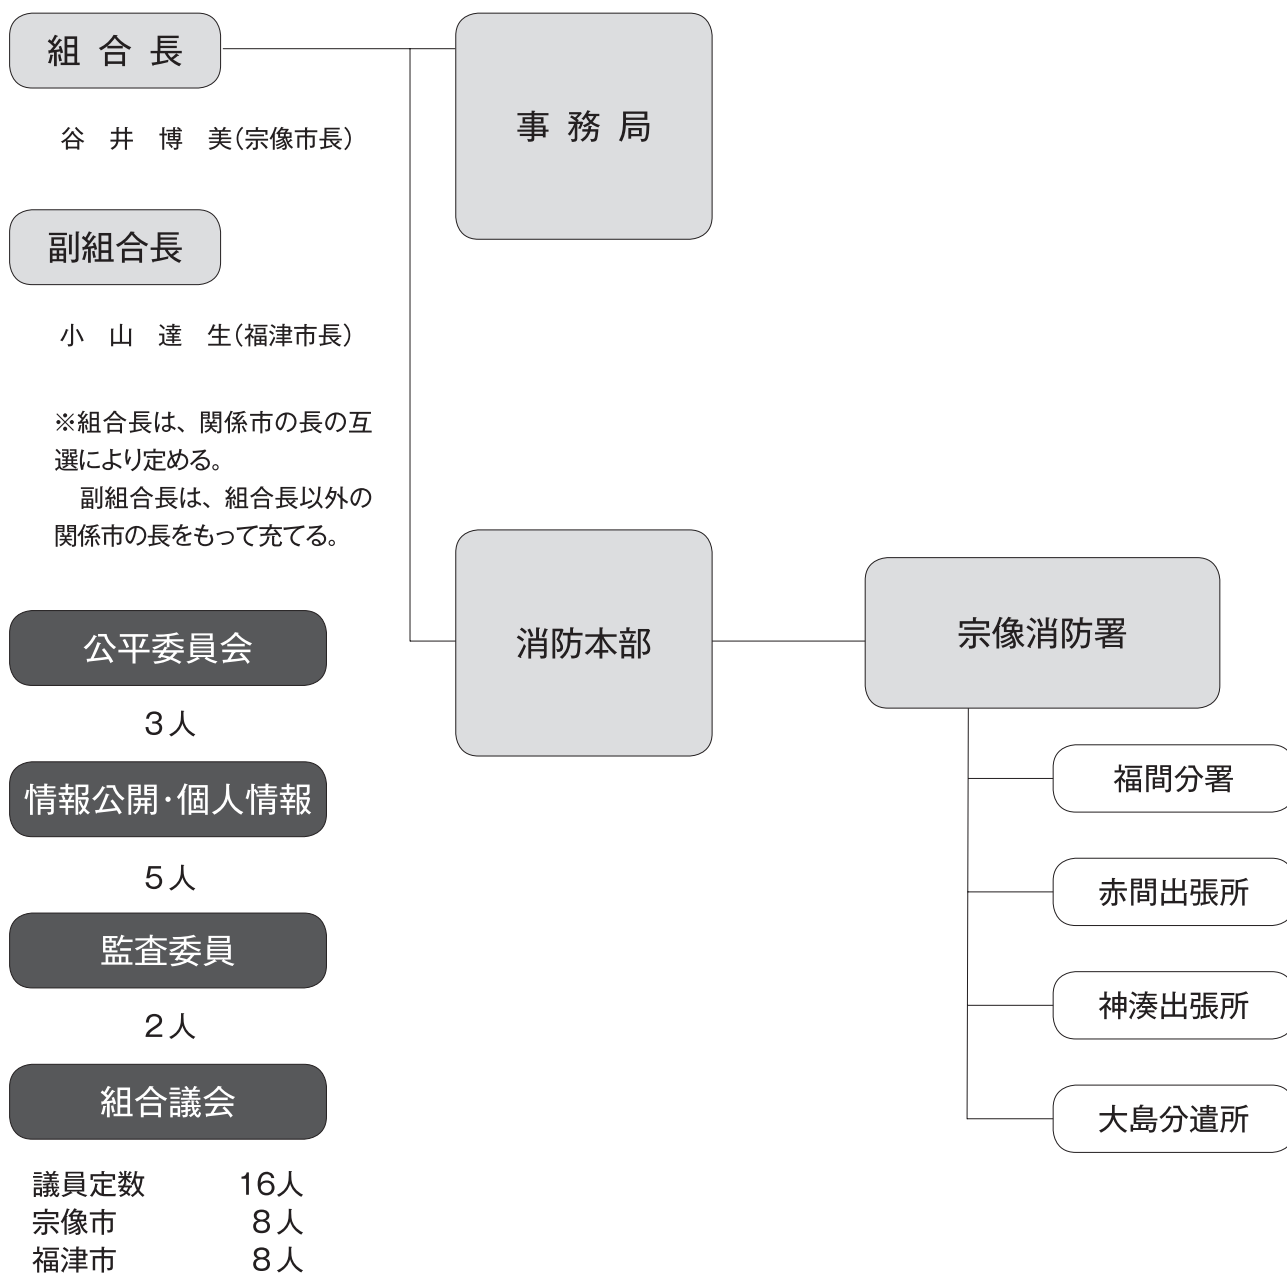 組合長
谷井博美(宗像市長)
副組合長
小山達生(福津市長)
※組合長は、関係市の長の互
選により定める。
副組合長は、組合長以外の
関係市の長をもって充てる。
公平委員会
3人
情報公開・個人情報
5人
監査委員
2人
組合議会
議員定数 16人
宗像市 8人
福津市 8人
事務局
消防本部
宗像消防署
福間分署
赤間出張所
神湊出張所
大島分遣所